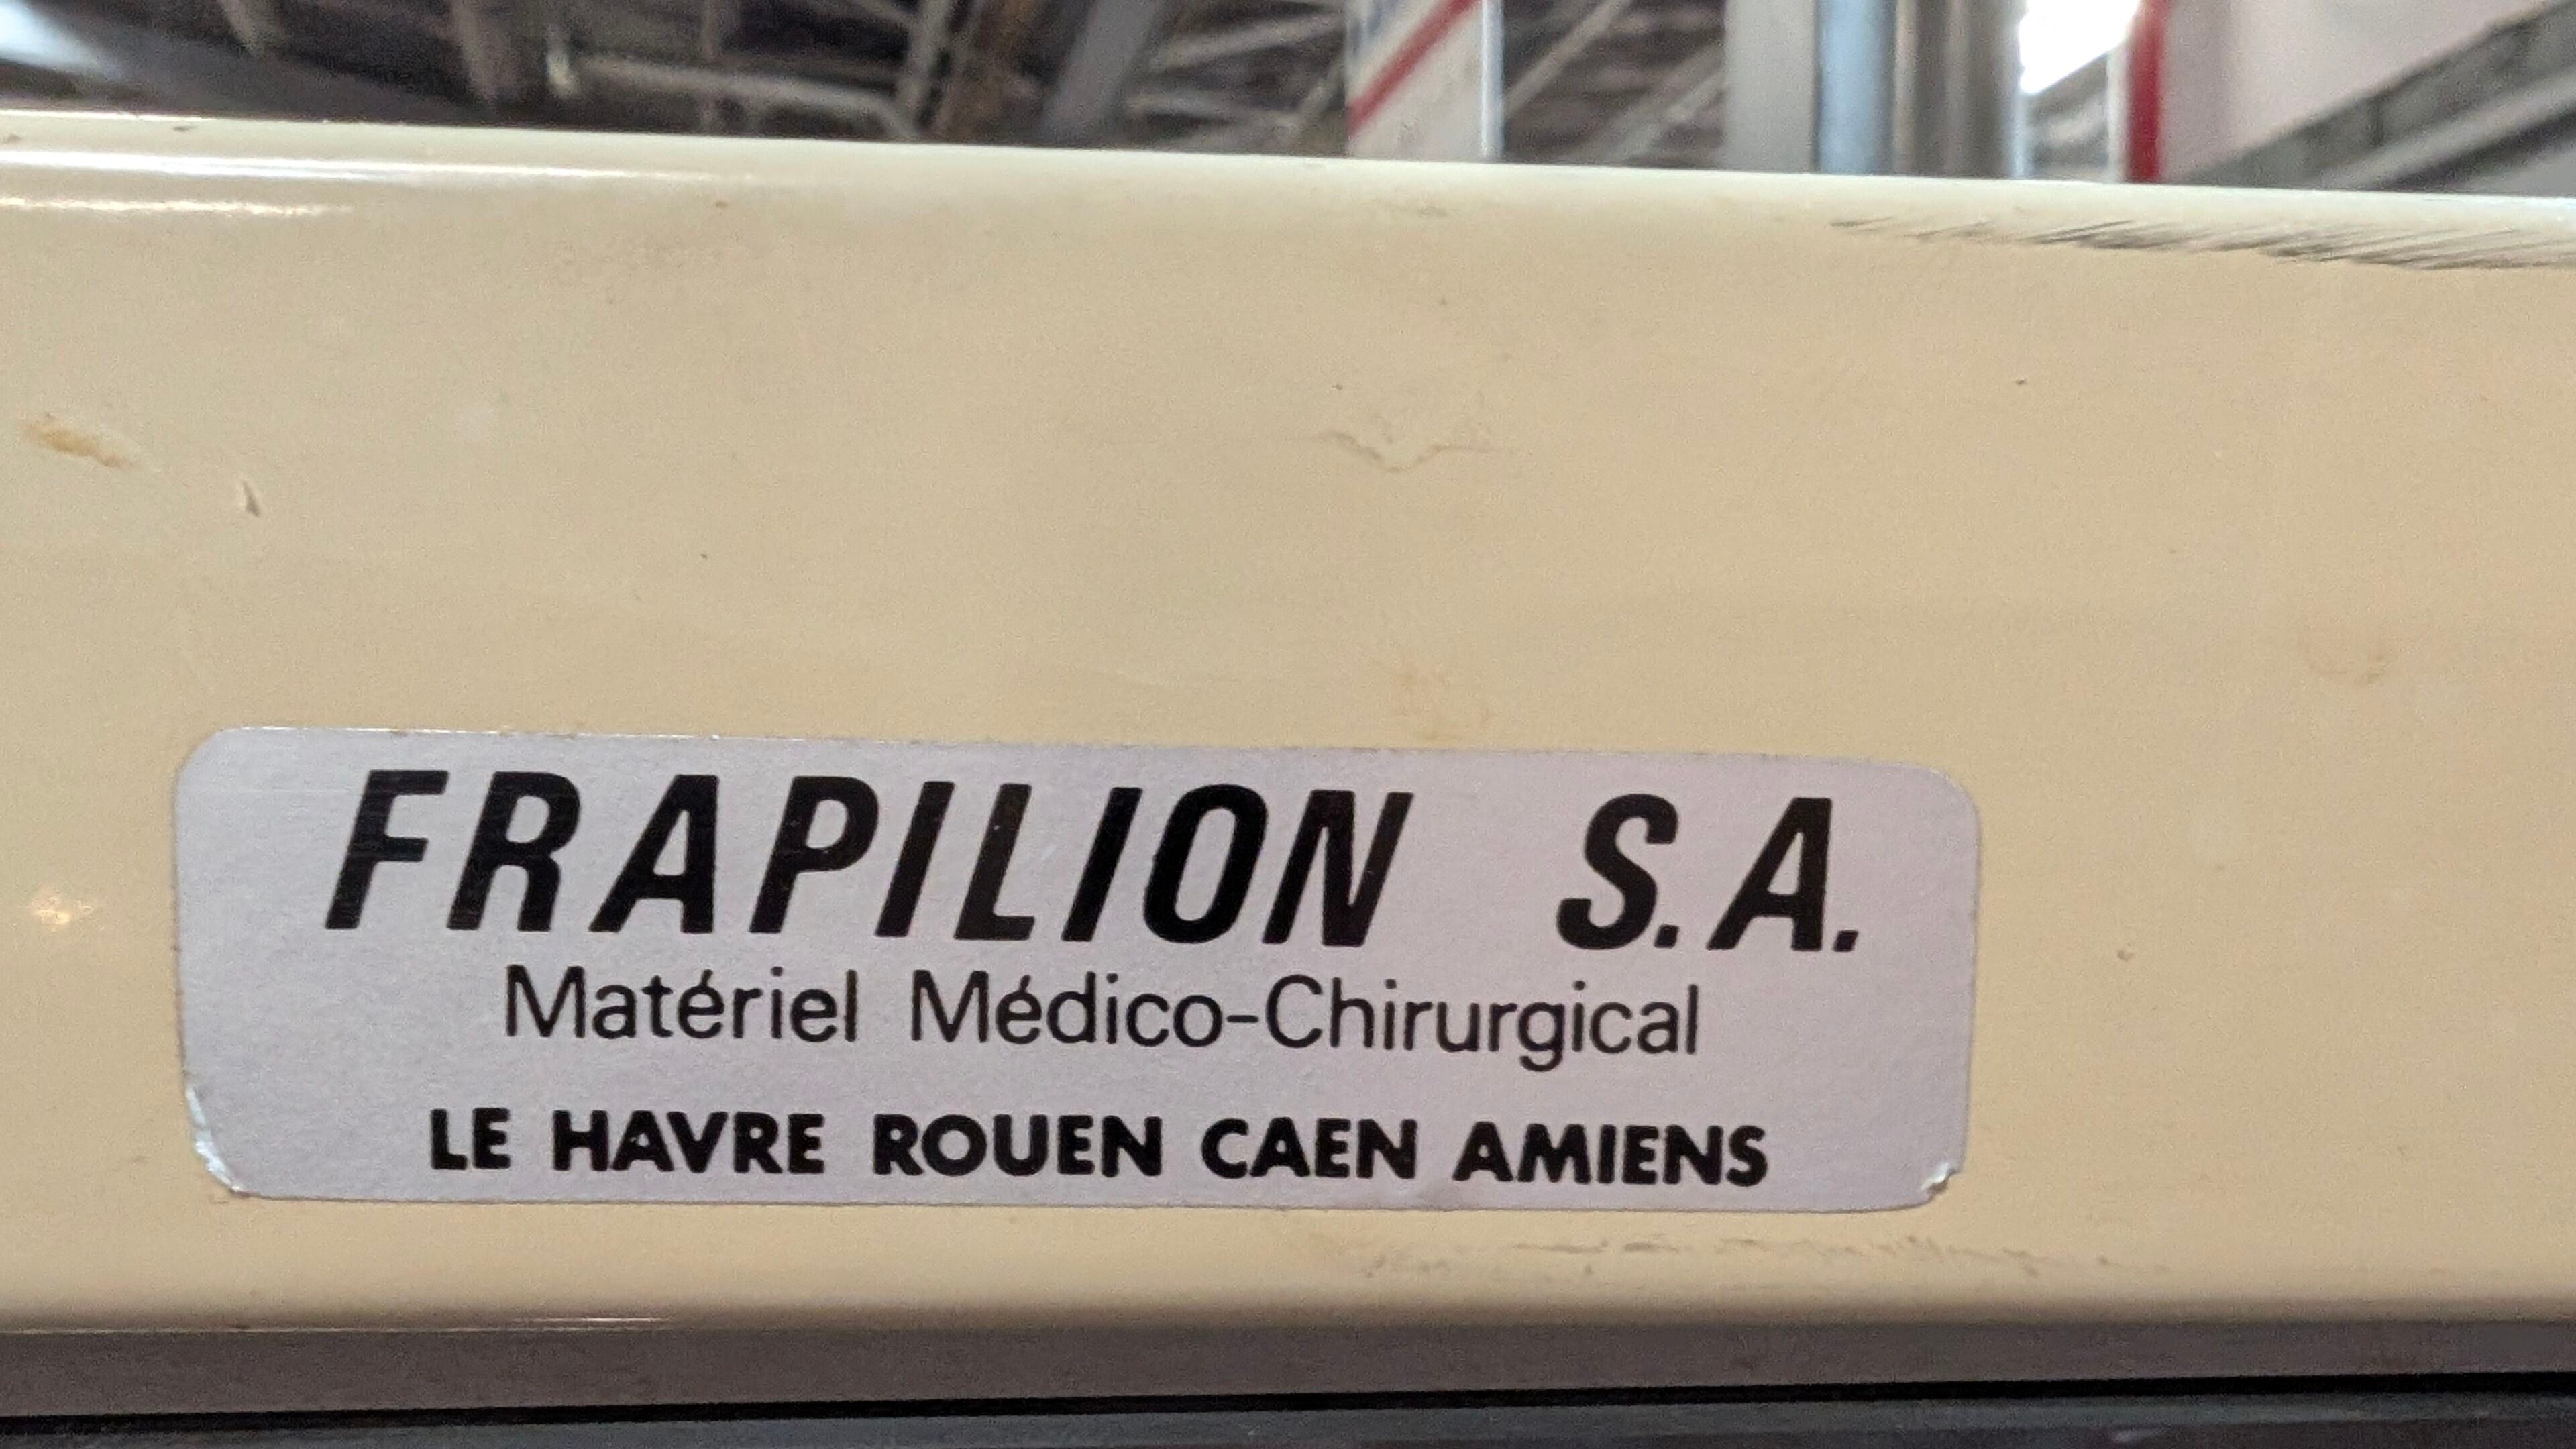 FRAPILION S.A.
Matériel Médico-Chirurgical
LE HAVRE ROUEN CAEN AMIENS